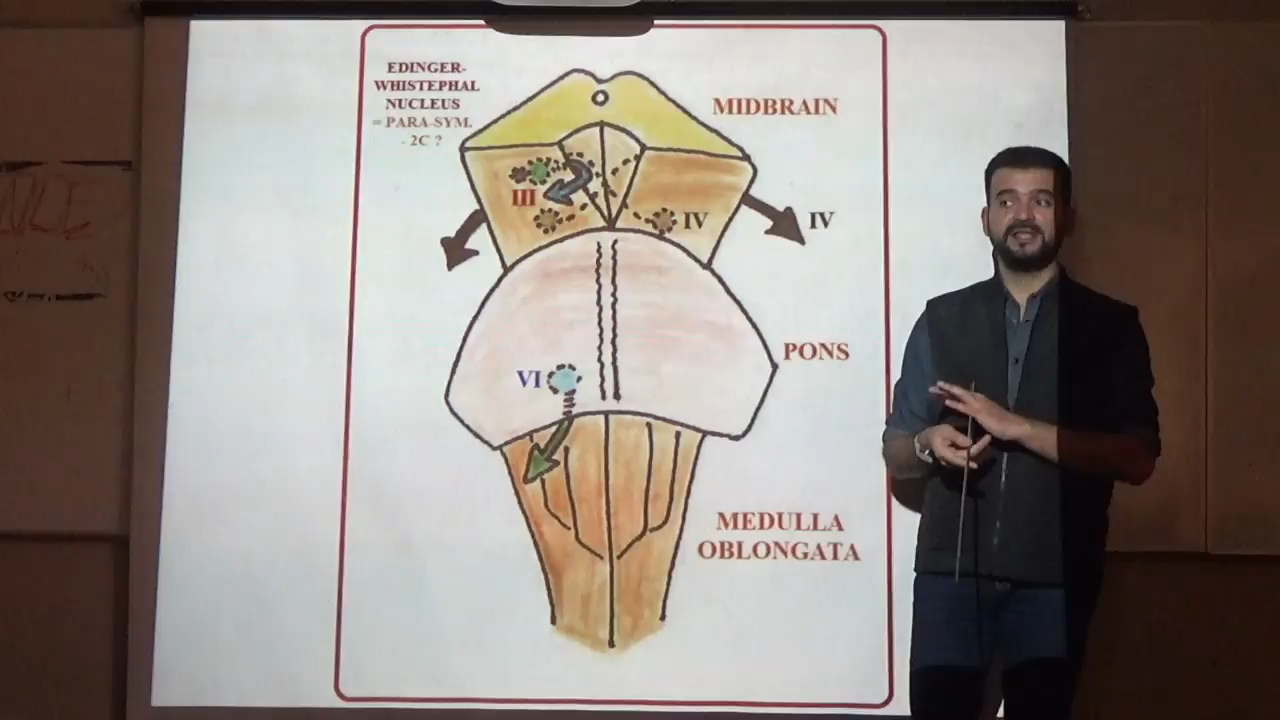 EDINGER-
WHISTEPHAL
NUCLEUS
= PARA-SYM.
- 2C ?
MIDBRAIN
III
IV
IV
PONS
VI
MEDULLA
OBLONGATA